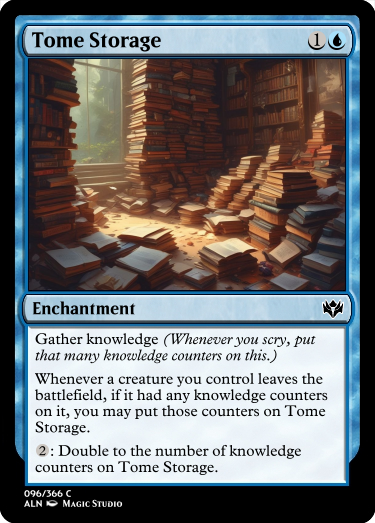 Tome Storage 1
Enchantment
Gather knowledge (Whenever you scry, put
that many knowledge counters on this.)
Whenever a creature you control leaves the
battlefield, if it had any knowledge counters
on it, you may put those counters on Tome
Storage.
2: Double to the number of knowledge
counters on Tome Storage.
096/366 C
ALN Magic Studio